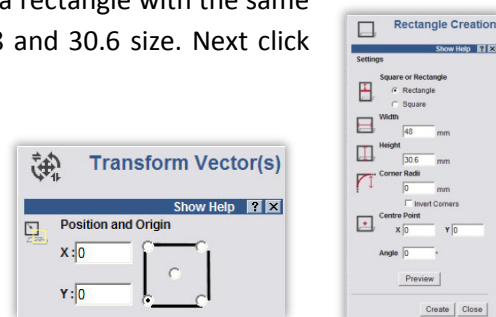 a rectangle with the same
and 30.6 size. Next click
Transform Vector(s)
Show Help ? X
Position and Origin
X: 0
Y: 0
Rectangle Creation
Show Help ? X
Settings
Square or Rectangle
Rectangle
Square
Width
48 mm
Height
30.6 mm
Corner Radii
0 mm
Invert Corners
Centre Point
X 0 Y 0
Angle 0 °
Preview
Create Close